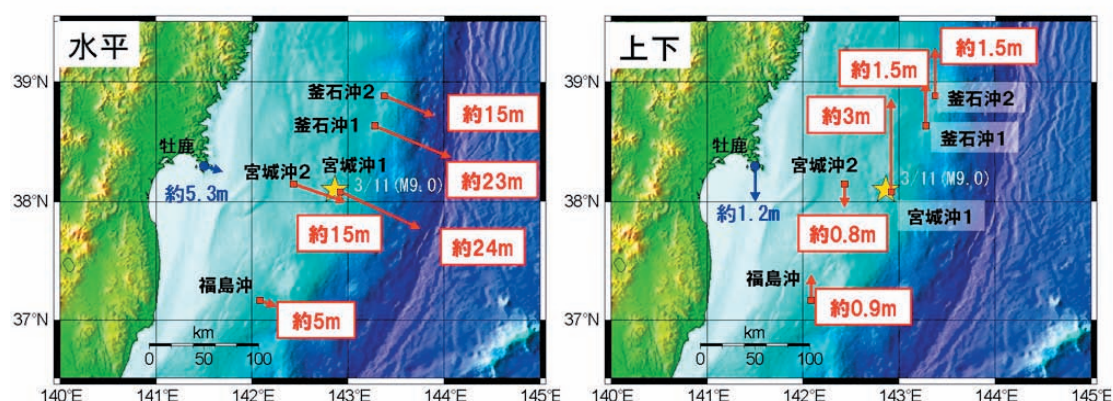 水平
39°N
38°N
37°N
釜石沖2
約15m
釜石沖1
約23m
牡鹿
約5.3m
宮城沖2
宮城沖1
3/11(M9.0)
約15m
約24m
福島沖
約5m
km
0 50 100
140°E 141°E 142°E 143°E 144°E 145°E
上下
39°N
38°N
37°N
約1.5m
約1.5m
釜石沖2
約3m
釜石沖1
牡鹿
宮城沖2
3/11(M9.0)
約1.2m
宮城沖1
約0.8m
福島沖
約0.9m
km
0 50 100
140°E 141°E 142°E 143°E 144°E 145°E